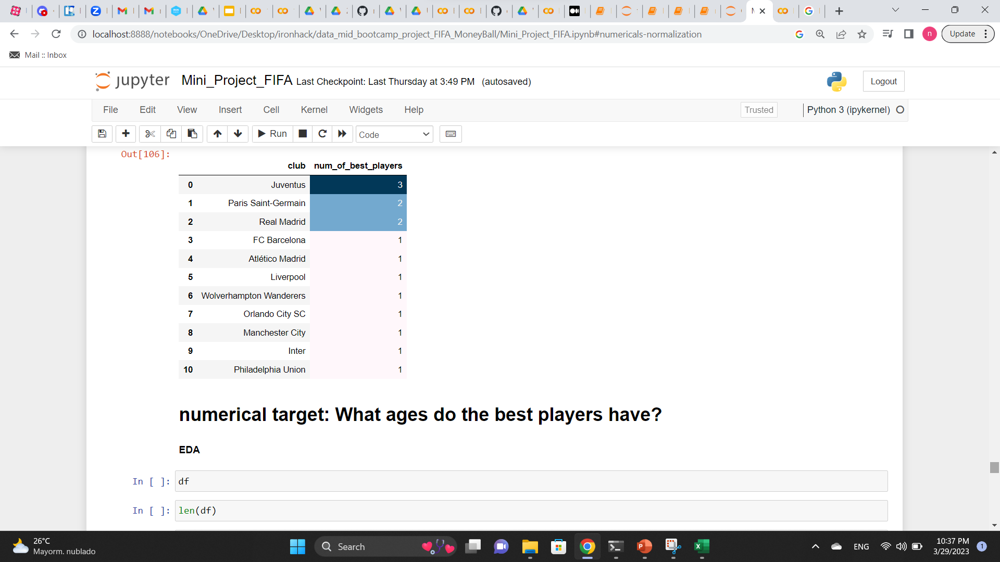 localhost:8888/notebooks/OneDrive/Desktop/ironhack/data_mid_bootcamp_project_FIFA_MoneyBall/Mini_Project_FIFA.ipynb#numericals-normalization
n
Update
Mail :: Inbox
jupyter Mini_Project_FIFA Last Checkpoint: Last Thursday at 3:49 PM (autosaved)
Logout
File Edit View Insert Cell Kernel Widgets Help
Trusted
Python 3 (ipykernel)
Run
Code
Out[106]:
club num_of_best_players
0 Juventus 3
1 Paris Saint-Germain 2
2 Real Madrid 2
3 FC Barcelona 1
4 Atlético Madrid 1
5 Liverpool 1
6 Wolverhampton Wanderers 1
7 Orlando City SC 1
8 Manchester City 1
9 Inter 1
10 Philadelphia Union 1
numerical target: What ages do the best players have?
EDA
In [ ]: df
In [ ]: len(df)
26°C
Mayorm. nublado
Search
ENG
10:37 PM
3/29/2023
1